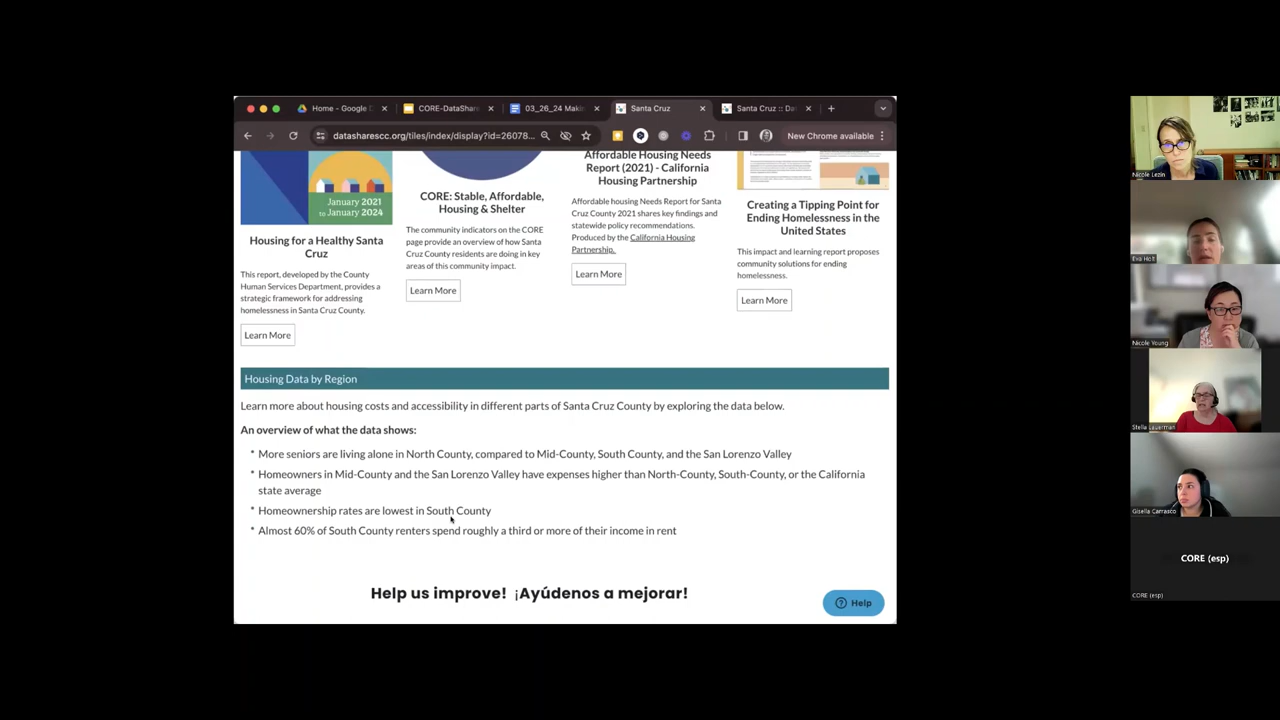 Home - Google D
CORE-DataShar
03_26_24 Maki
Santa Cruz
Santa Cruz :: Da
datasharescc.org/tiles/index/display?id=26078...
New Chrome available
January 2021
to January 2024
Housing for a Healthy Santa
Cruz
This report, developed by the County
Human Services Department, provides a
strategic framework for addressing
homelessness in Santa Cruz County.
Learn More
CORE: Stable, Affordable,
Housing & Shelter
The community indicators on the CORE
page provide an overview of how Santa
Cruz County residents are doing in key
areas of this community impact.
Learn More
Affordable Housing Needs
Report (2021) - California
Housing Partnership
Affordable housing Needs Report for Santa
Cruz County 2021 shares key findings and
statewide policy recommendations.
Produced by the California Housing
Partnership.
Learn More
Creating a Tipping Point for
Ending Homelessness in the
United States
This impact and learning report proposes
community solutions for ending
homelessness.
Learn More
Housing Data by Region
Learn more about housing costs and accessibility in different parts of Santa Cruz County by exploring the data below.
An overview of what the data shows:
* More seniors are living alone in North County, compared to Mid-County, South County, and the San Lorenzo Valley
* Homeowners in Mid-County and the San Lorenzo Valley have expenses higher than North-County, South-County, or the California
state average
* Homeownership rates are lowest in South County
* Almost 60% of South County renters spend roughly a third or more of their income in rent
Help us improve! ¡Ayúdenos a mejorar!
Help
Nicole Lezin
Eva Holt
Nicole Young
Stella Lauerman
Gisella Carrasco
CORE (esp)
CORE (esp)